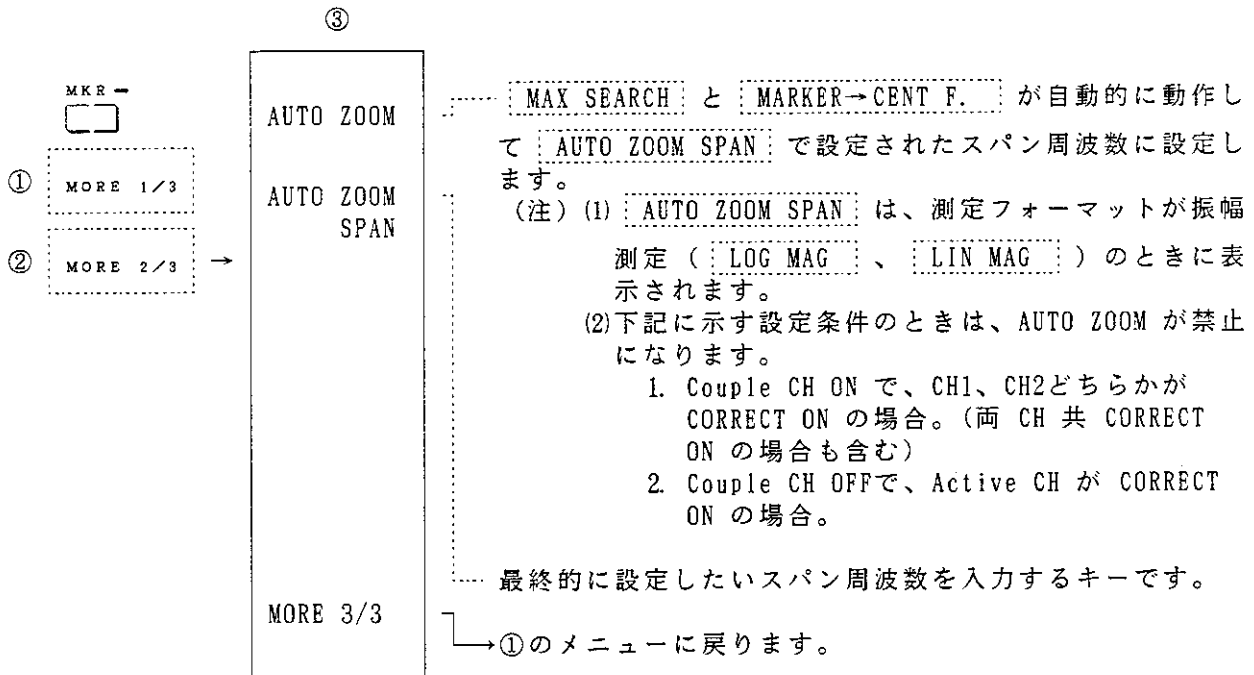 ③
MKR→
① MORE 1/3
② MORE 2/3 →
AUTO ZOOM
AUTO ZOOM
SPAN
MORE 3/3
MAX SEARCH と MARKER→CENT F. が自動的に動作し
て AUTO ZOOM SPAN で設定されたスパン周波数に設定し
ます。
(注) (1) AUTO ZOOM SPAN は、測定フォーマットが振幅
測定 ( LOG MAG 、 LIN MAG ) のときに表
示されます。
(2)下記に示す設定条件のときは、AUTO ZOOM が禁止
になります。
1. Couple CH ON で、CH1、CH2どちらかが
CORRECT ON の場合。(両 CH 共 CORRECT
ON の場合も含む)
2. Couple CH OFFで、Active CH が CORRECT
ON の場合。
最終的に設定したいスパン周波数を入力するキーです。
→①のメニューに戻ります。